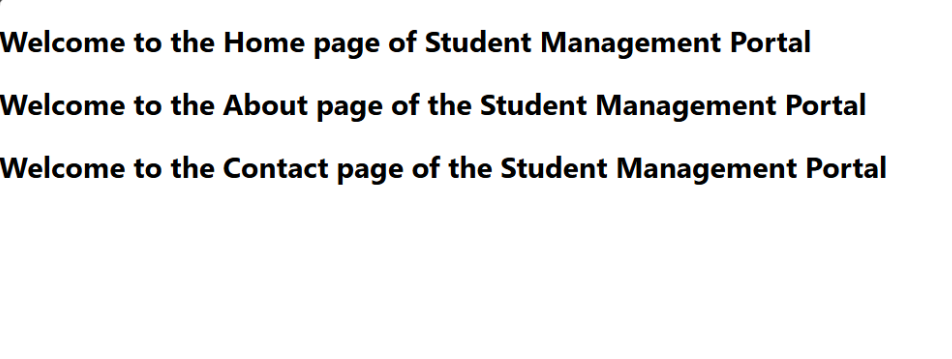 Welcome to the Home page of Student Management Portal
Welcome to the About page of the Student Management Portal
Welcome to the Contact page of the Student Management Portal